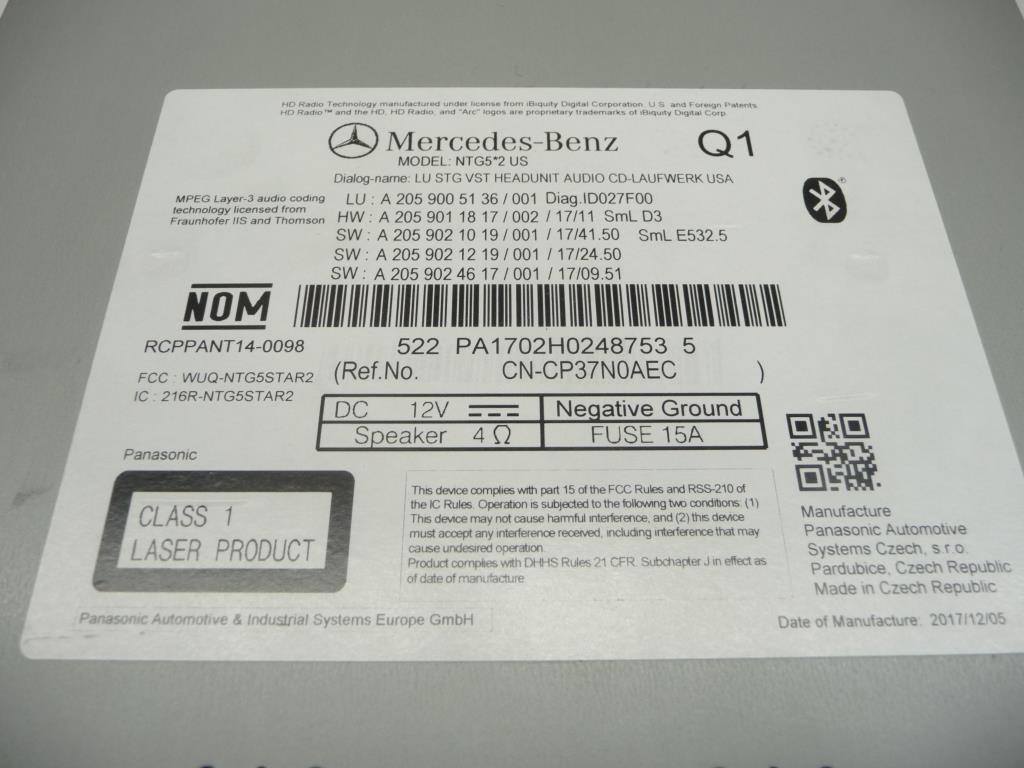 HD Radio Technology manufactured under license from iBiquity Digital Corporation. U.S. and Foreign Patents.
HD Radio™ and the HD, HD Radio, and "Arc" logos are proprietary trademarks of iBiquity Digital Corp.
Mercedes-Benz
Q1
MODEL: NTG5*2 US
Dialog-name: LU STG VST HEADUNIT AUDIO CD-LAUFWERK USA
MPEG Layer-3 audio coding
technology licensed from
Fraunhofer IIS and Thomson
LU : A 205 900 51 36 / 001 Diag.ID027F00
HW : A 205 901 18 17 / 002 / 17/11 SmL D3
SW : A 205 902 10 19 / 001 / 17/41.50 SmL E532.5
SW : A 205 902 12 19 / 001 / 17/24.50
SW : A 205 902 46 17 / 001 / 17/09.51
NOM
RCPPANT14-0098
522 PA1702H0248753 5
FCC : WUQ-NTG5STAR2
IC : 216R-NTG5STAR2
(Ref.No. CN-CP37N0AEC )
DC 12V Negative Ground
Speaker 4 Ω FUSE 15A
Panasonic
CLASS 1
LASER PRODUCT
This device complies with part 15 of the FCC Rules and RSS-210 of
the IC Rules. Operation is subjected to the following two conditions: (1)
This device may not cause harmful interference, and (2) this device
must accept any interference received, including interference that may
cause undesired operation.
Product complies with DHHS Rules 21 CFR. Subchapter J in effect as
of date of manufacture
Manufacture
Panasonic Automotive
Systems Czech, s.r.o.
Pardubice, Czech Republic
Made in Czech Republic
Panasonic Automotive & Industrial Systems Europe GmbH
Date of Manufacture: 2017/12/05